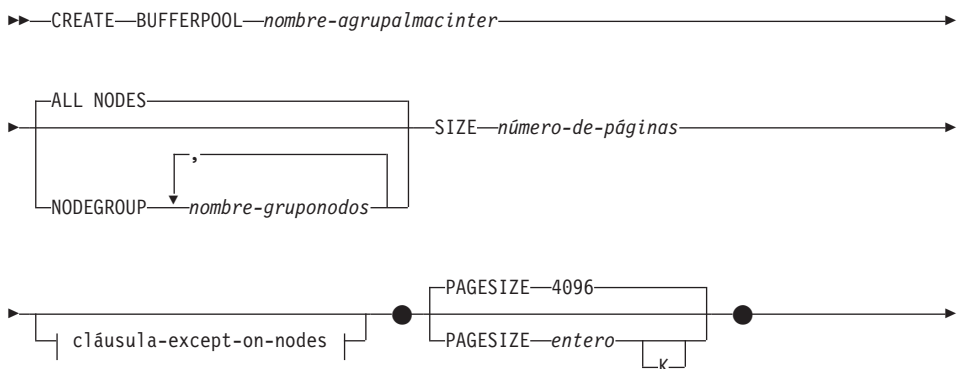 CREATE BUFFERPOOL nombre-agrupalmacinter
ALL NODES
SIZE número-de-páginas
,
NODEGROUP nombre-gruponodos
PAGESIZE 4096
cláusula-except-on-nodes
PAGESIZE entero
K